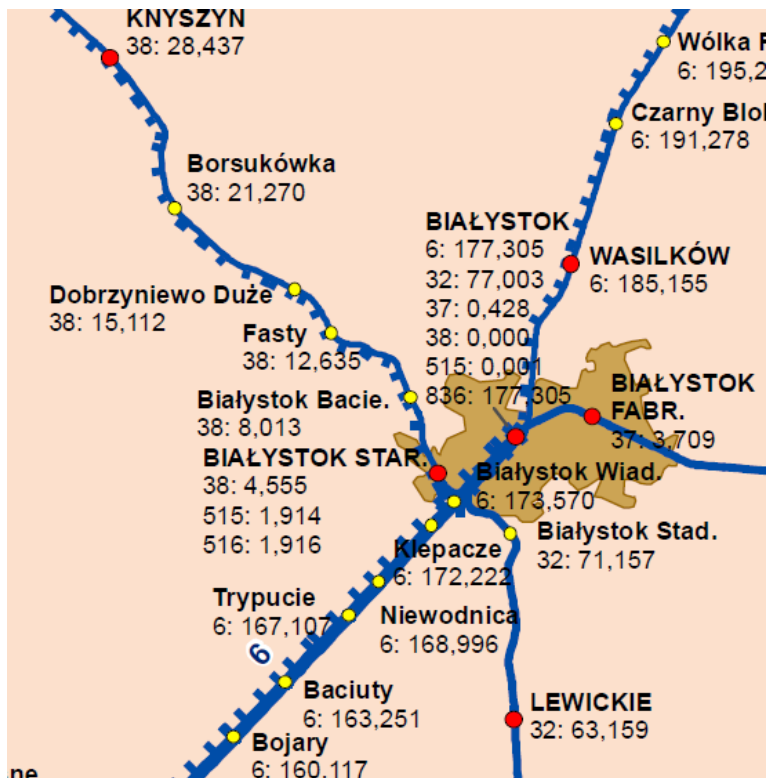 KNYSZYN
38: 28,437
Wólka
6: 195,2
Czarny
6: 191,278
Borsukówka
38: 21,270
BIAŁYSTOK
6: 177,305
32: 77,003
37: 0,428
38: 0,000
515: 0,001
836: 177,305
WASILKÓW
6: 185,155
Dobrzyniewo Duże
38: 15,112
Fasty
38: 12,635
BIAŁYSTOK
FABR.
37: 3,709
Białystok Bacie.
38: 8,013
BIAŁYSTOK STAR.
38: 4,555
515: 1,914
516: 1,916
Białystok Wiad.
6: 173,570
Białystok Stad.
32: 71,157
Klepacze
6: 172,222
Trypucie
6: 167,107
Niewodnica
6: 168,996
6
Baciuty
6: 163,251
LEWICKIE
32: 63,159
Bojary
6: 160,117
ne